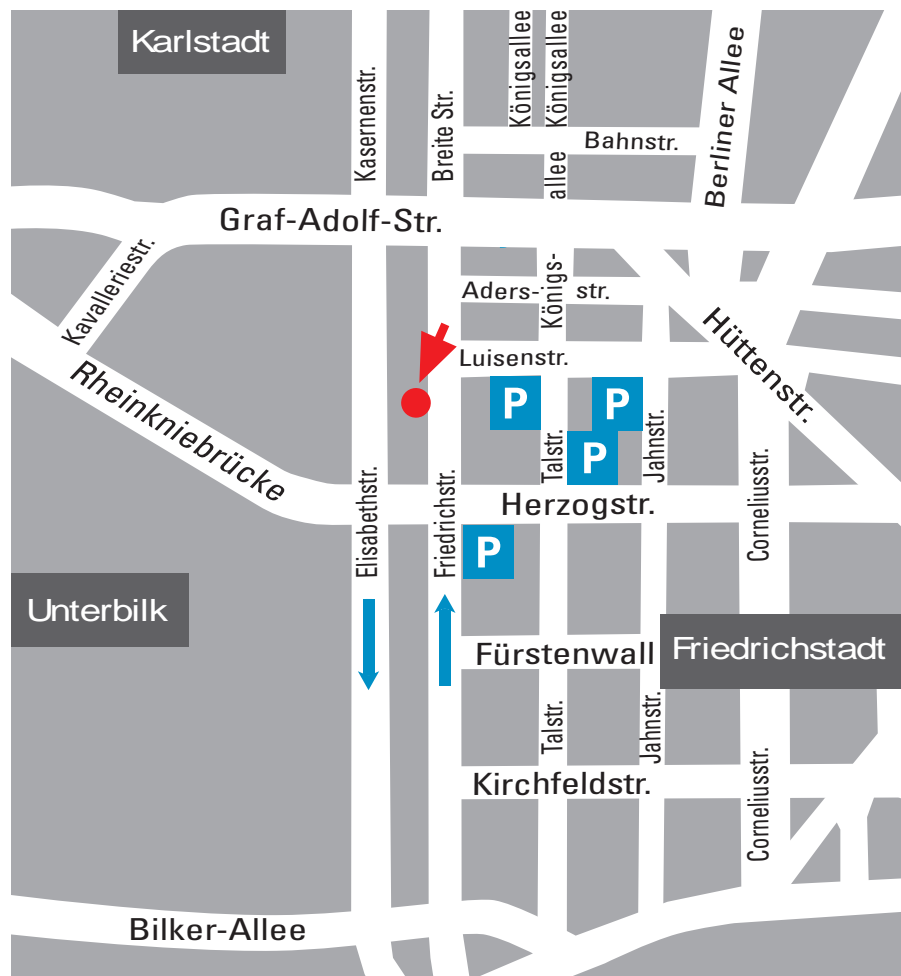 Karlstadt
Kasernenstr.
Breite Str.
Königsallee
Königsallee
Berliner Allee
Bahnstr.
allee
Graf-Adolf-Str.
Kavalleriestr.
Aders-
str.
Königs-
Hüttenstr.
Luisenstr.
Rheinkniebrücke
P
P
P
Talstr.
Jahnstr.
Elisabethstr.
Friedrichstr.
Herzogstr.
Corneliusstr.
P
Unterbilk
Fürstenwall
Friedrichstadt
Talstr.
Jahnstr.
Kirchfeldstr.
Corneliusstr.
Bilker-Allee